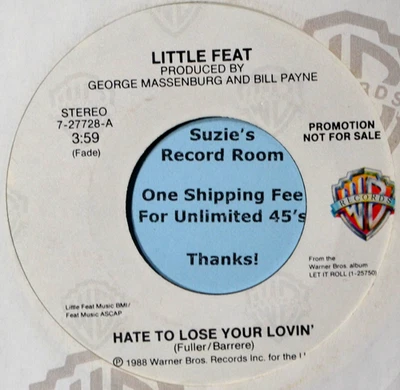 LITTLE FEAT
PRODUCED BY
GEORGE MASSENBURG AND BILL PAYNE
STEREO
7-27728-A
3:59
(Fade)
PROMOTION
NOT FOR SALE
Suzie's
Record Room
One Shipping Fee
For Unlimited 45's
Thanks!
WB
RECORDS
From the
Warner Bros. album
LET IT ROLL (1-25750)
Little Feat Music BMI/
Feat Music ASCAP
HATE TO LOSE YOUR LOVIN'
(Fuller/Barrere)
Ⓟ 1988 Warner Bros. Records Inc. for the U